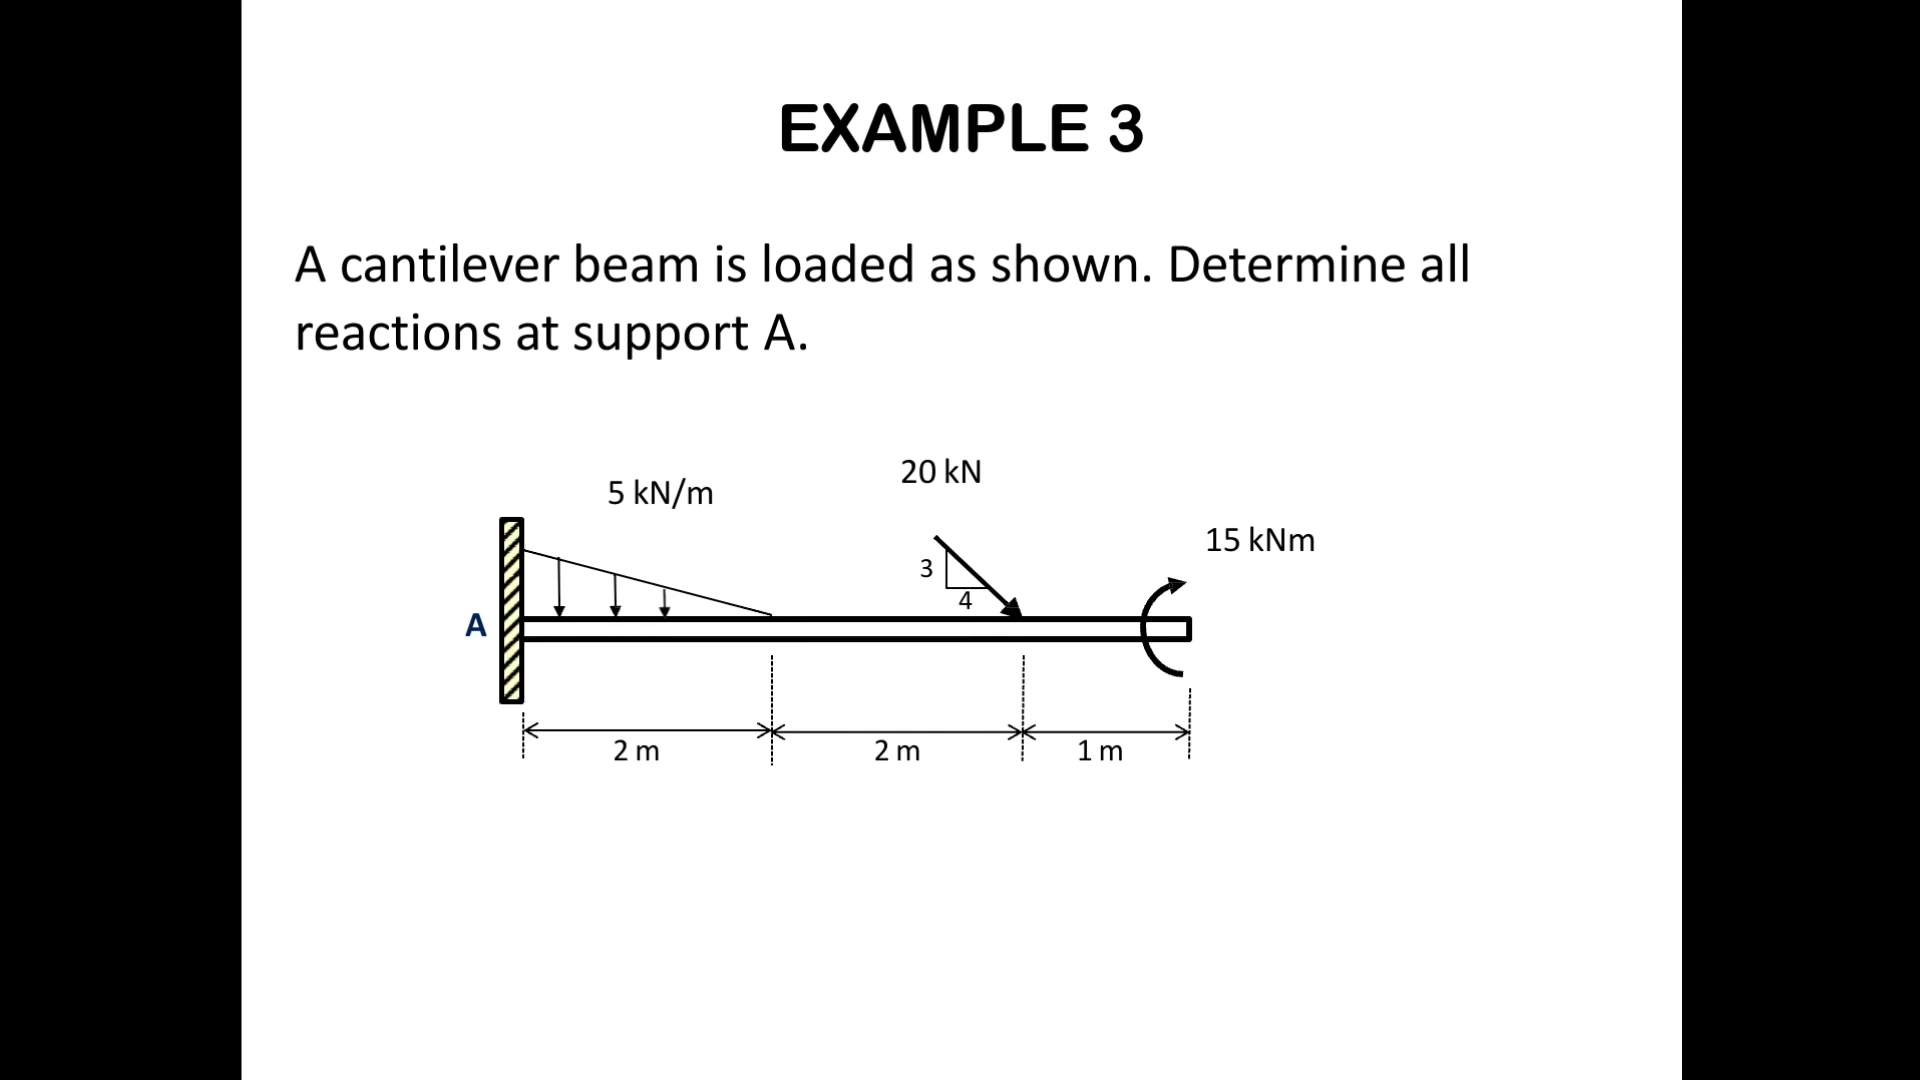 EXAMPLE 3
A cantilever beam is loaded as shown. Determine all
reactions at support A.
20 kN
5 kN/m
15 kNm
3
4
A
2 m
2 m
1 m